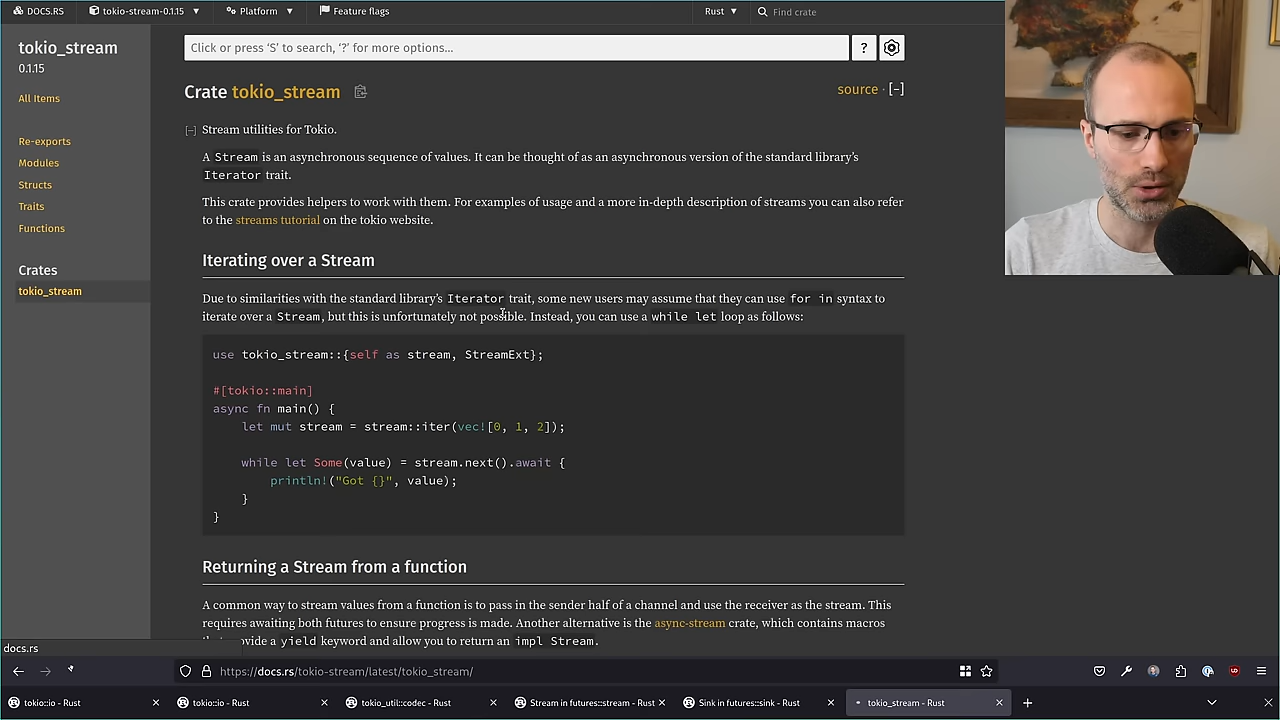 DOCS.RS tokio-stream-0.1.15 Platform Feature flags Rust Find crate
tokio_stream
0.1.15
All Items
Re-exports
Modules
Structs
Traits
Functions
Crates
tokio_stream
Click or press ‘S’ to search, ‘?’ for more options…
?
Crate tokio_stream
source · [-]
[-] Stream utilities for Tokio.
A Stream is an asynchronous sequence of values. It can be thought of as an asynchronous version of the standard library’s
Iterator trait.
This crate provides helpers to work with them. For examples of usage and a more in-depth description of streams you can also refer
to the streams tutorial on the tokio website.
Iterating over a Stream
Due to similarities with the standard library’s Iterator trait, some new users may assume that they can use for in syntax to
iterate over a Stream, but this is unfortunately not possible. Instead, you can use a while let loop as follows:
use tokio_stream::{self as stream, StreamExt};
#[tokio::main]
async fn main() {
    let mut stream = stream::iter(vec![0, 1, 2]);
    while let Some(value) = stream.next().await {
        println!("Got {}", value);
    }
}
Returning a Stream from a function
A common way to stream values from a function is to pass in the sender half of a channel and use the receiver as the stream. This
requires awaiting both futures to ensure progress is made. Another alternative is the async-stream crate, which contains macros
that provide a yield keyword and allow you to return an impl Stream.
docs.rs
https://docs.rs/tokio-stream/latest/tokio_stream/
tokio::io - Rust tokio::io - Rust tokio_util::codec - Rust Stream in futures::stream - Rust Sink in futures::sink - Rust tokio_stream - Rust